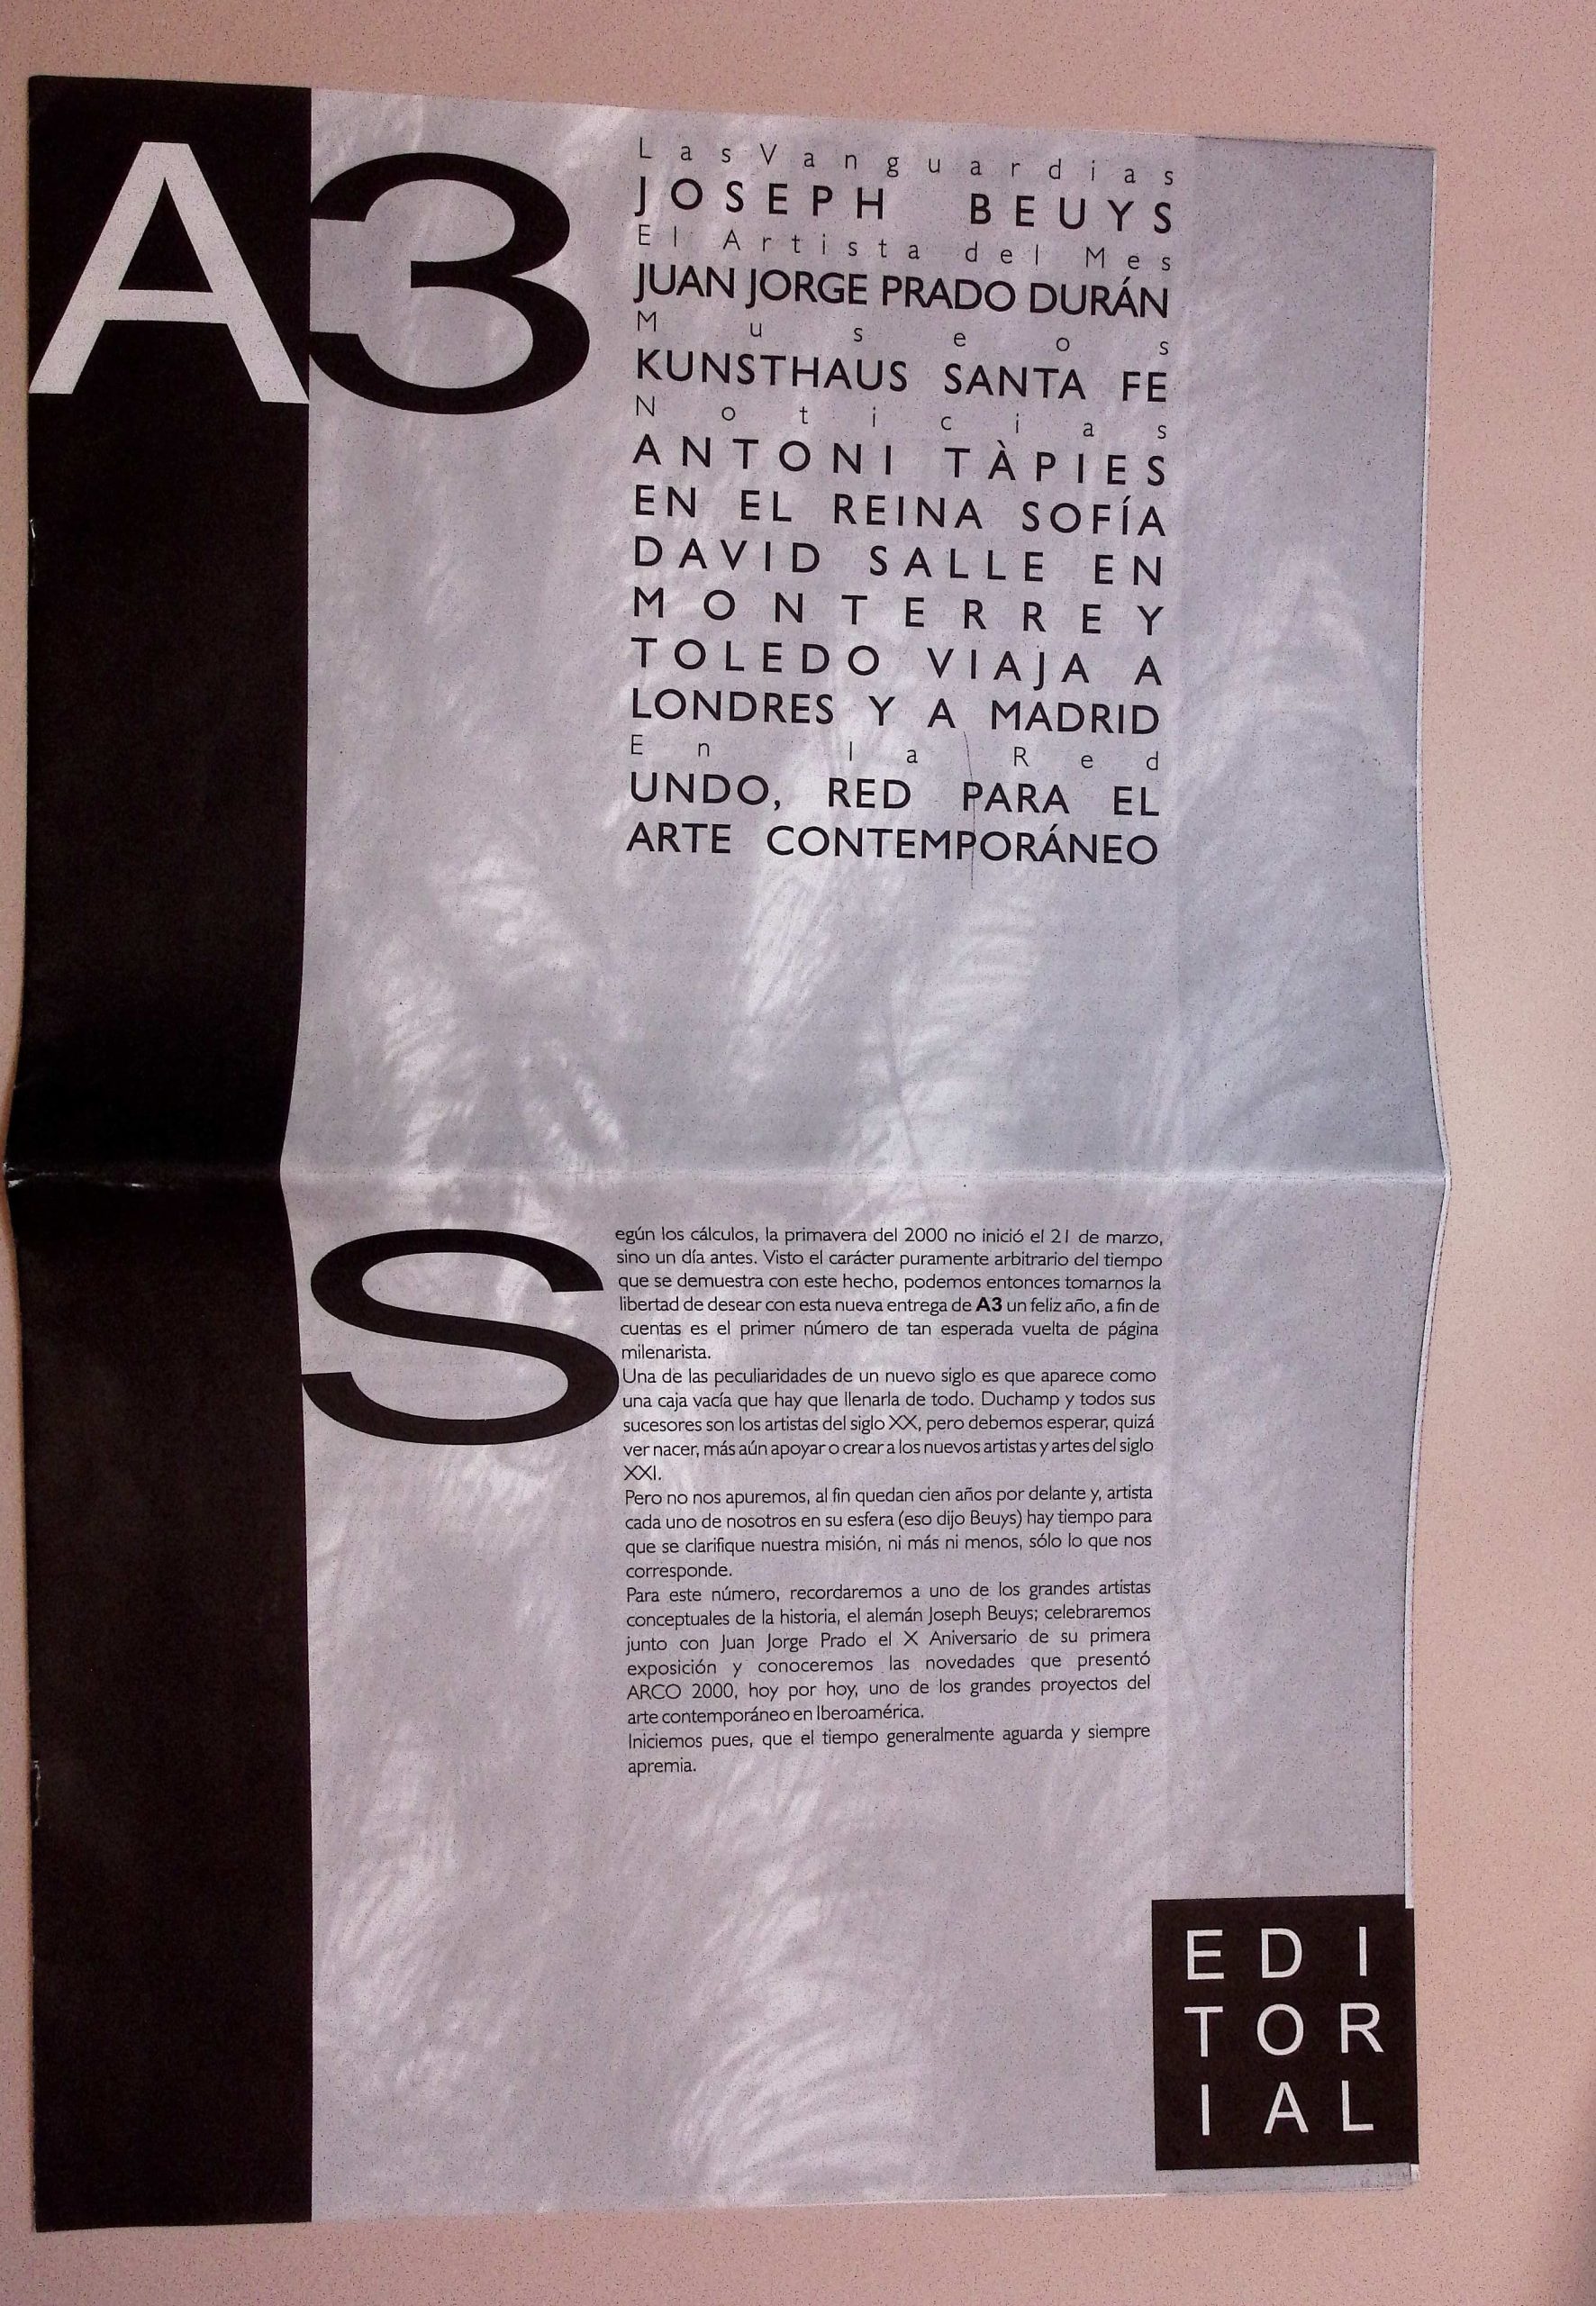 A3
Las Vanguardias
JOSEPH BEUYS
El Artista del Mes
JUAN JORGE PRADO DURÁN
Museos
KUNSTHAUS SANTA FE
Noticias
ANTONI TÀPIES
EN EL REINA SOFÍA
DAVID SALLE EN
MONTERREY
TOLEDO VIAJA A
LONDRES Y A MADRID
En la Red
UNDO, RED PARA EL
ARTE CONTEMPORÁNEO
Según los cálculos, la primavera del 2000 no inició el 21 de marzo,
sino un día antes. Visto el carácter puramente arbitrario del tiempo
que se demuestra con este hecho, podemos entonces tomarnos la
libertad de desear con esta nueva entrega de A3 un feliz año, a fin de
cuentas es el primer número de tan esperada vuelta de página
milenarista.
Una de las peculiaridades de un nuevo siglo es que aparece como
una caja vacía que hay que llenarla de todo. Duchamp y todos sus
sucesores son los artistas del siglo XX, pero debemos esperar, quizá
ver nacer, más aún apoyar o crear a los nuevos artistas y artes del siglo
XXI.
Pero no nos apuremos, al fin quedan cien años por delante y, artista
cada uno de nosotros en su esfera (eso dijo Beuys) hay tiempo para
que se clarifique nuestra misión, ni más ni menos, sólo lo que nos
corresponde.
Para este número, recordaremos a uno de los grandes artistas
conceptuales de la historia, el alemán Joseph Beuys; celebraremos
junto con Juan Jorge Prado el X Aniversario de su primera
exposición y conoceremos las novedades que presentó
ARCO 2000, hoy por hoy, uno de los grandes proyectos del
arte contemporáneo en Iberoamérica.
Iniciemos pues, que el tiempo generalmente aguarda y siempre
apremia.
EDI
TOR
IAL